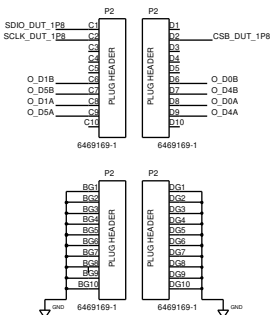 P2 P2
SDIO_DUT_1P8 C1 D1
SCLK_DUT_1P8 C2 D2 CSB_DUT_1P8
C3 D3
C4 D4
C5 D5
O_D1B C6 D6 O_D0B
O_D5B C7 D7 O_D4B
O_D1A C8 D8 O_D0A
O_D5A C9 D9 O_D4A
C10 D10
PLUG HEADER PLUG HEADER
6469169-1 6469169-1
P2 P2
BG1 DG1
BG2 DG2
BG3 DG3
BG4 DG4
BG5 DG5
BG6 DG6
BG7 DG7
BG8 DG8
BG9 DG9
BG10 DG10
PLUG HEADER PLUG HEADER
GND 6469169-1 6469169-1 GND